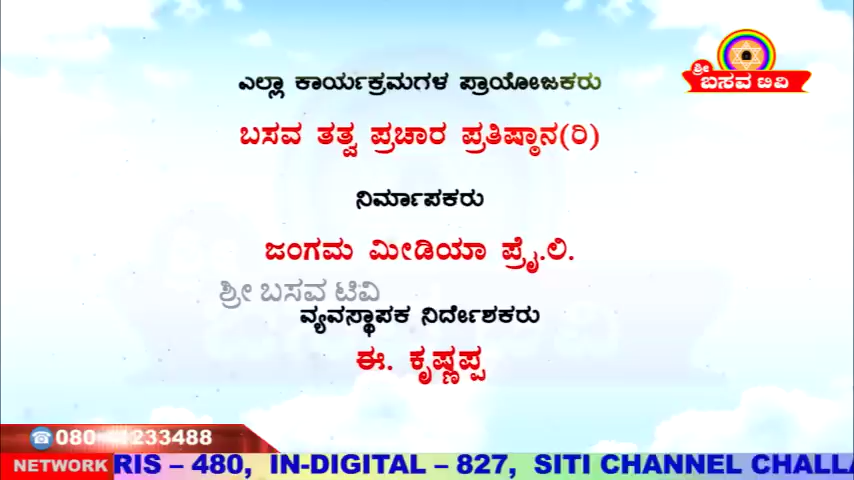 ಶ್ರೀ
ಬಸವ ಟಿವಿ
ಎಲ್ಲಾ ಕಾರ್ಯಕ್ರಮಗಳ ಪ್ರಾಯೋಜಕರು
ಬಸವ ತತ್ವ ಪ್ರಚಾರ ಪ್ರತಿಷ್ಠಾನ(ರಿ)
ನಿರ್ಮಾಪಕರು
ಜಂಗಮ ಮೀಡಿಯಾ ಪ್ರೈ.ಲಿ.
ಶ್ರೀ ಬಸವ ಟಿವಿ
ವ್ಯವಸ್ಥಾಪಕ ನಿರ್ದೇಶಕರು
ಈ. ಕೃಷ್ಣಪ್ಪ
080 233488
NETWORK RIS – 480, IN-DIGITAL – 827, SITI CHANNEL